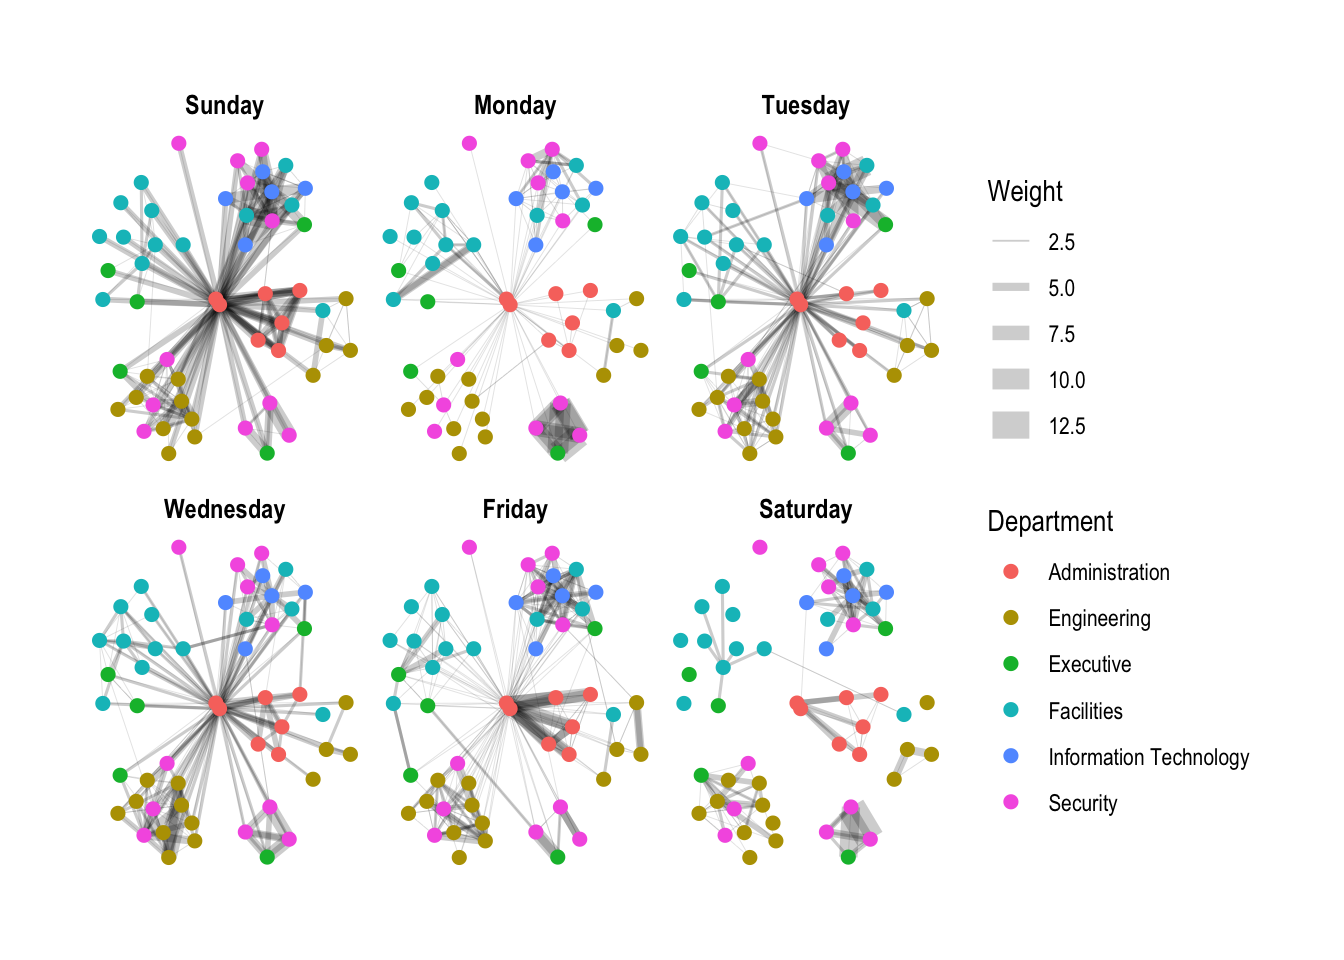 Sunday
Monday
Tuesday
Wednesday
Friday
Saturday
Weight
2.5
5.0
7.5
10.0
12.5
Department
Administration
Engineering
Executive
Facilities
Information Technology
Security